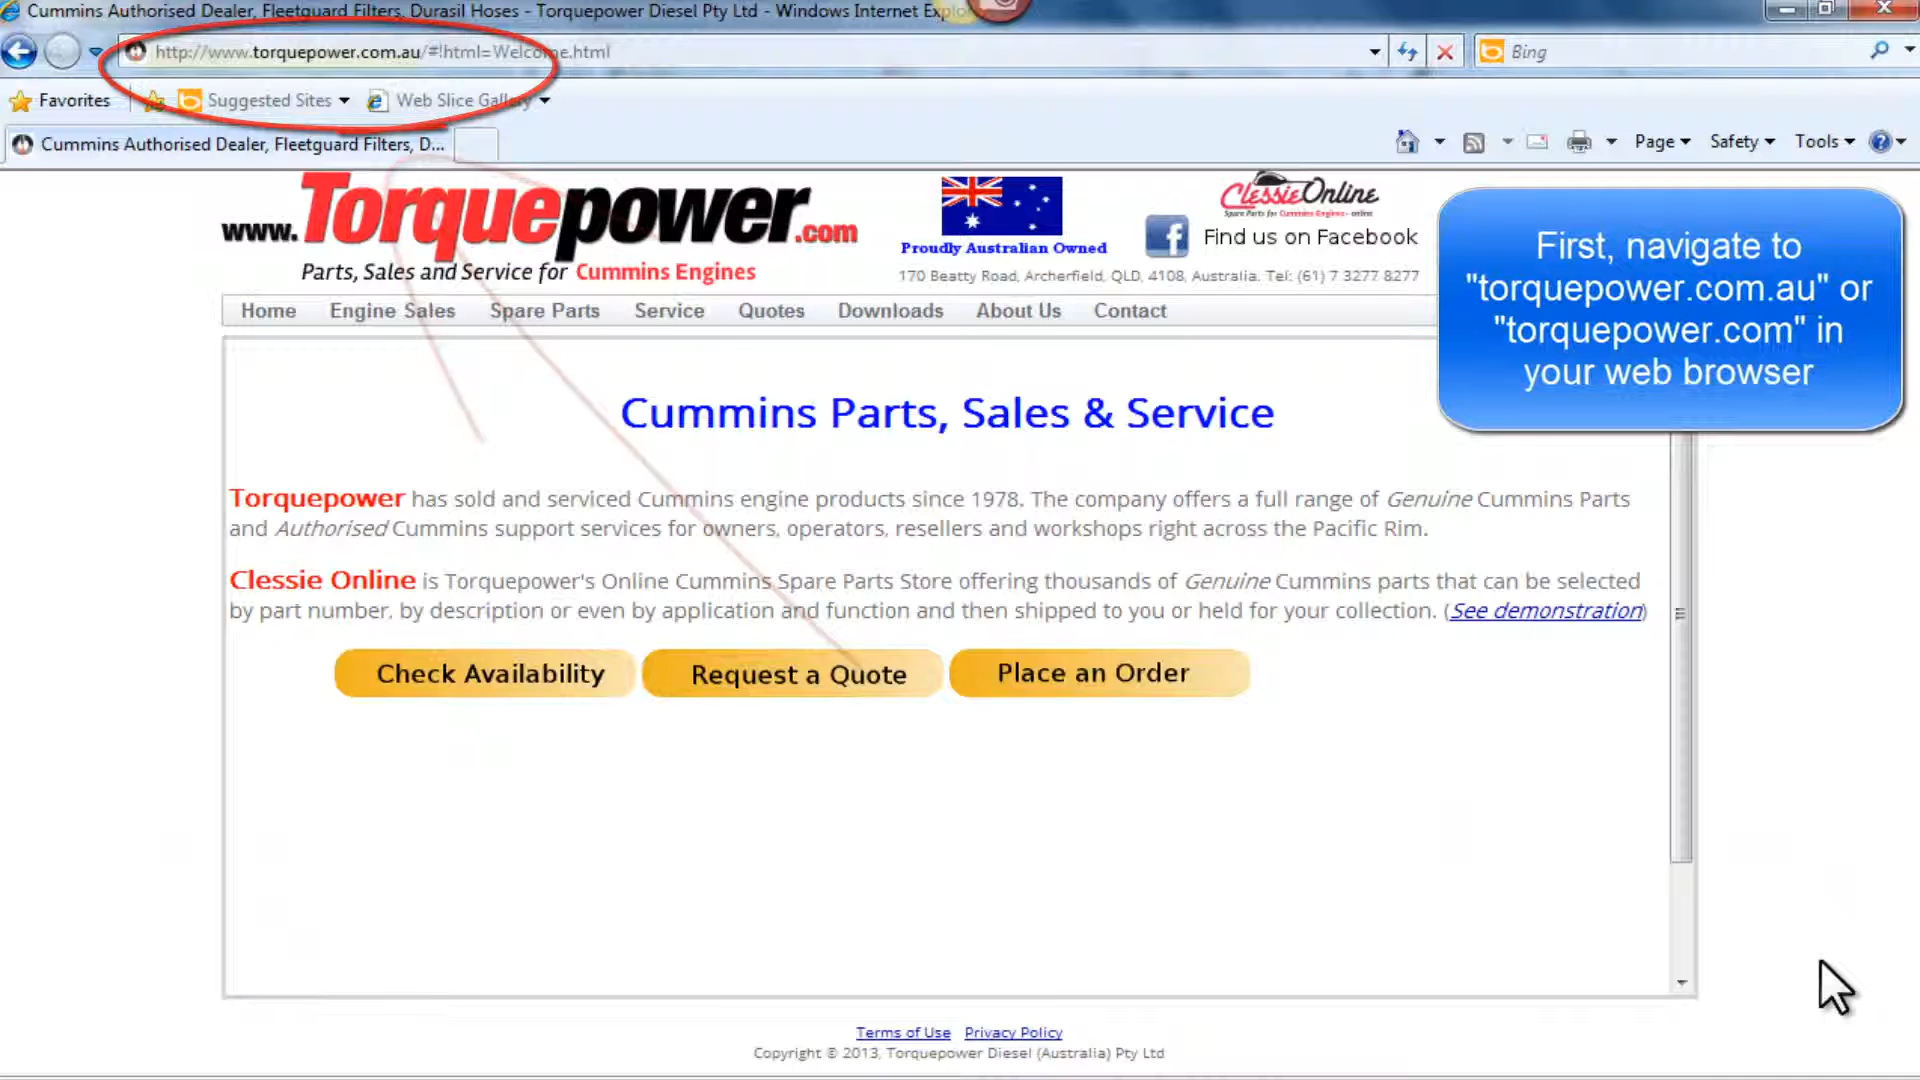 Cummins Authorised Dealer, Fleetguard Filters, Durasil Hoses - Torquepower Diesel Pty Ltd - Windows Internet
http://www.torquepower.com.au/#!html=Welcome.html
Bing
Favorites
Suggested Sites
Web Slice Gallery
Cummins Authorised Dealer, Fleetguard Filters, D...
Page
Safety
Tools
www.Torquepower.com
Parts, Sales and Service for Cummins Engines
Proudly Australian Owned
ClessieOnline
Spare Parts for Cummins Engines - online
Find us on Facebook
170 Beatty Road, Archerfield, QLD, 4108, Australia. Tel: (61) 7 3277 8277
First, navigate to
"torquepower.com.au" or
"torquepower.com" in
your web browser
Home
Engine Sales
Spare Parts
Service
Quotes
Downloads
About Us
Contact
Cummins Parts, Sales & Service
Torquepower has sold and serviced Cummins engine products since 1978. The company offers a full range of Genuine Cummins Parts
and Authorised Cummins support services for owners, operators, resellers and workshops right across the Pacific Rim.
Clessie Online is Torquepower's Online Cummins Spare Parts Store offering thousands of Genuine Cummins parts that can be selected
by part number, by description or even by application and function and then shipped to you or held for your collection. (See demonstration)
Check Availability
Request a Quote
Place an Order
Terms of Use
Privacy Policy
Copyright © 2013, Torquepower Diesel (Australia) Pty Ltd